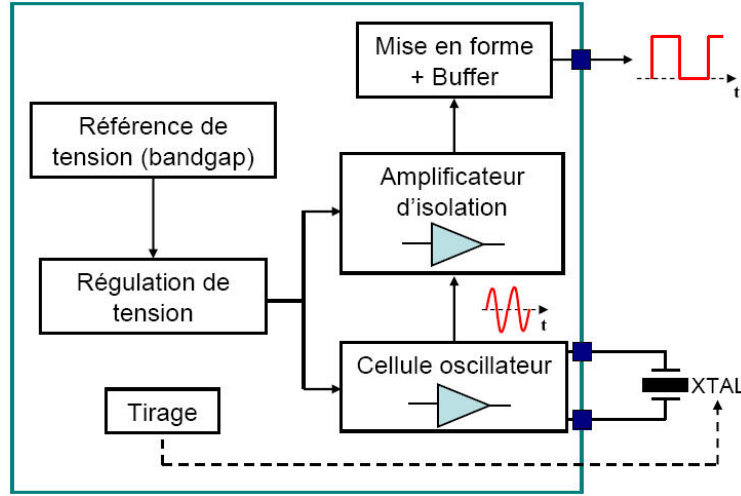 Mise en forme
+ Buffer
t
Référence de
tension (bandgap)
Amplificateur
d'isolation
Régulation de
tension
t
Cellule oscillateur
XTAL
Tirage